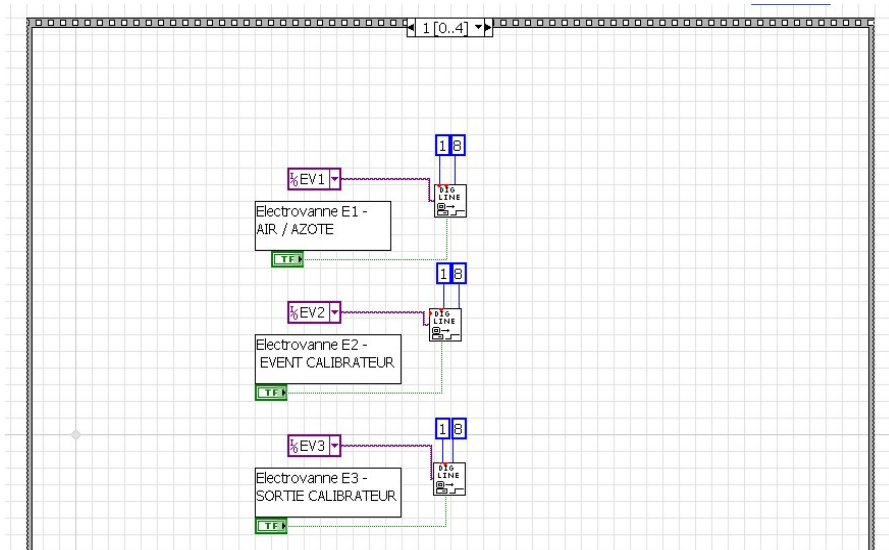 1 [0..4]
1 8
EV1
DIG
LINE
Electrovanne E1 -
AIR / AZOTE
TF
1 8
EV2
DIG
LINE
Electrovanne E2 -
EVENT CALIBRATEUR
TF
1 8
EV3
DIG
LINE
Electrovanne E3 -
SORTIE CALIBRATEUR
TF